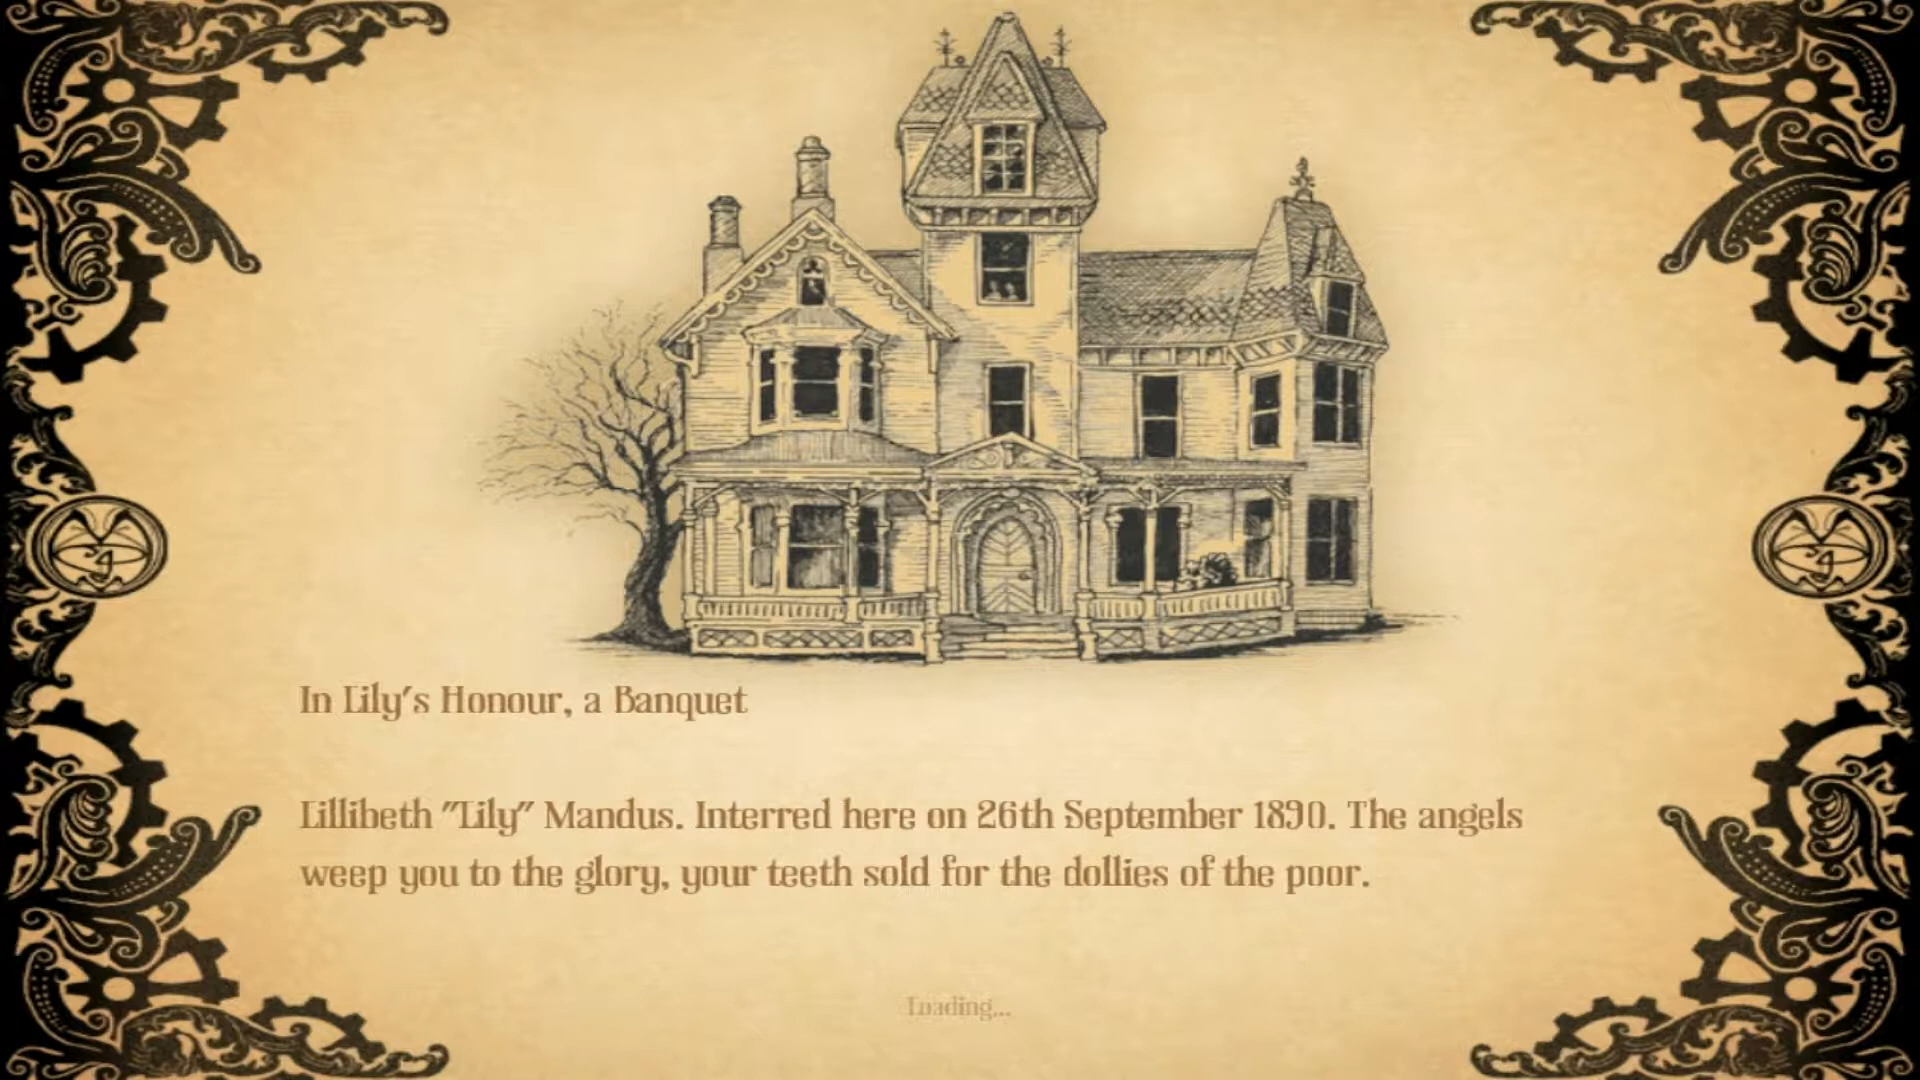 In Lily's Honour, a Banquet
Lillibeth "Lily" Mandus. Interred here on 26th September 1890. The angels
weep you to the glory, your teeth sold for the dollies of the poor.
Loading...